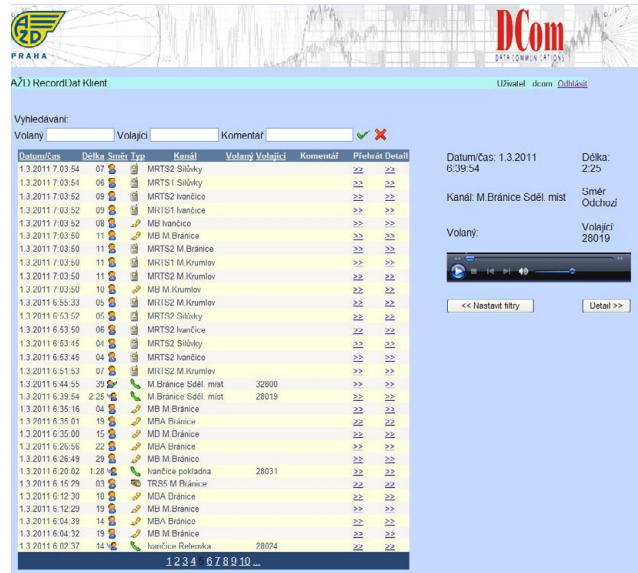 AŽD
PRAHA
DCom
DATA COMMUNICATIONS
AŽD RecordDat Klient
Uživatel dcom Odhlásit
Vyhledávání:
Volaný Volající Komentář
Datum/čas Délka Směr Typ Kanál Volaný Volající Komentář Přehrát Detail
1.3.2011 7:03:54 07 MRTS2 Silůvky >> >>
1.3.2011 7:03:54 06 MRTS1 Silůvky >> >>
1.3.2011 7:03:52 09 MRTS2 Ivančice >> >>
1.3.2011 7:03:52 09 MRTS1 Ivančice >> >>
1.3.2011 7:03:52 08 MB Ivančice >> >>
1.3.2011 7:03:50 11 MB M.Bránice >> >>
1.3.2011 7:03:50 11 MRTS2 M.Bránice >> >>
1.3.2011 7:03:50 11 MRTS1 M.Krumlov >> >>
1.3.2011 7:03:50 11 MRTS2 M.Krumlov >> >>
1.3.2011 7:03:50 10 MB M.Krumlov >> >>
1.3.2011 6:55:33 05 MRTS2 M.Krumlov >> >>
1.3.2011 6:53:52 05 MRTS2 Silůvky >> >>
1.3.2011 6:53:50 06 MRTS2 Ivančice >> >>
1.3.2011 6:53:45 04 MRTS2 Silůvky >> >>
1.3.2011 6:53:45 04 MRTS2 Ivančice >> >>
1.3.2011 6:51:53 07 MRTS2 M.Krumlov >> >>
1.3.2011 6:44:55 39 M.Bránice Sděl. míst 32800 >> >>
1.3.2011 6:39:54 2:25 M.Bránice Sděl. míst 28019 >> >>
1.3.2011 6:35:16 04 MB M.Bránice >> >>
1.3.2011 6:35:01 19 MBA Bránice >> >>
1.3.2011 6:35:00 15 MB M.Bránice >> >>
1.3.2011 6:26:56 22 MBA Bránice >> >>
1.3.2011 6:26:49 29 MB M.Bránice >> >>
1.3.2011 6:20:02 1:28 Ivančice pokladna 28031 >> >>
1.3.2011 6:15:29 03 TRS5 M.Bránice >> >>
1.3.2011 6:12:30 18 MBA Bránice >> >>
1.3.2011 6:12:29 19 MB M.Bránice >> >>
1.3.2011 6:04:39 14 MBA Bránice >> >>
1.3.2011 6:04:32 19 MB M.Bránice >> >>
1.3.2011 6:02:37 14 Ivančice Releovka 28024 >> >>
1 2 3 4 5 6 7 8 9 10 ...
Datum/čas: 1.3.2011 6:39:54
Délka: 2:25
Kanál: M.Bránice Sděl. míst
Směr Odchozí
Volaný:
Volající: 28019
<< Nastavit filtry
Detail >>